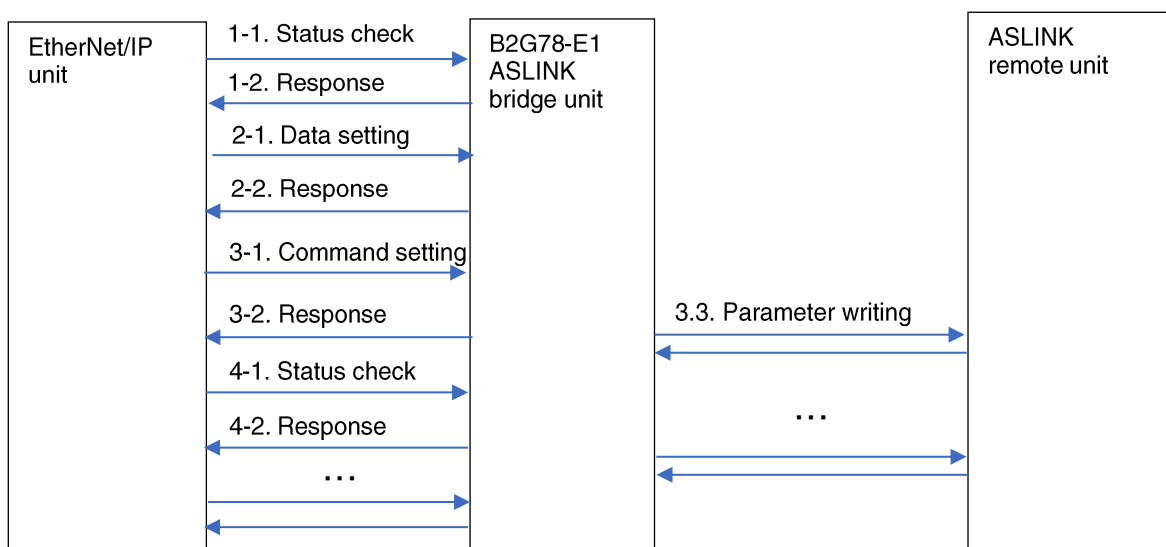 EtherNet/IP
unit
1-1. Status check
1-2. Response
2-1. Data setting
2-2. Response
3-1. Command setting
3-2. Response
4-1. Status check
4-2. Response
...
B2G78-E1
ASLINK
bridge unit
3.3. Parameter writing
...
ASLINK
remote unit